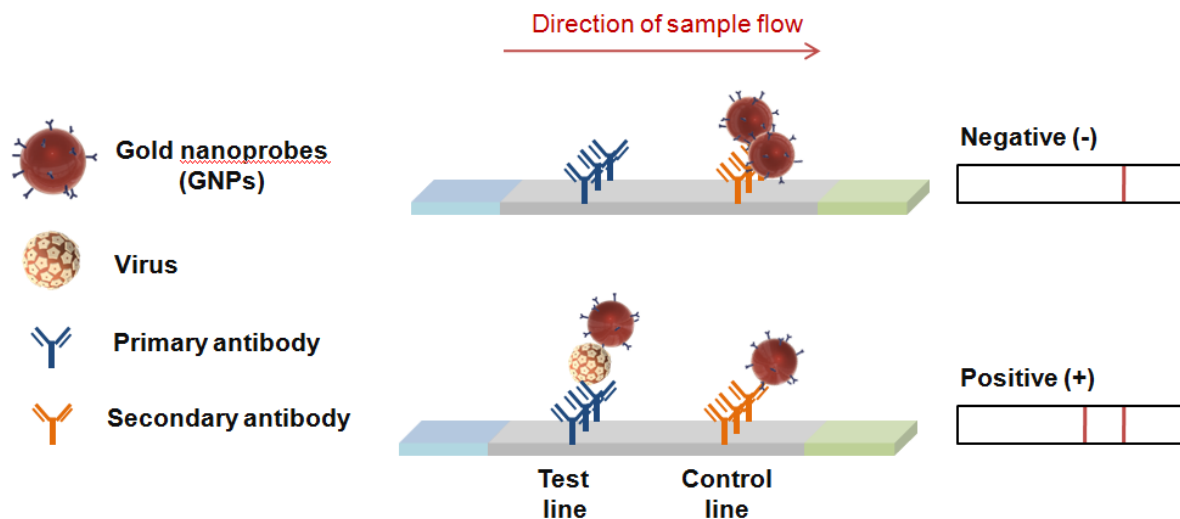 Direction of sample flow
Gold nanoprobes
(GNPs)
Virus
Primary antibody
Secondary antibody
Negative (-)
Positive (+)
Test
line
Control
line